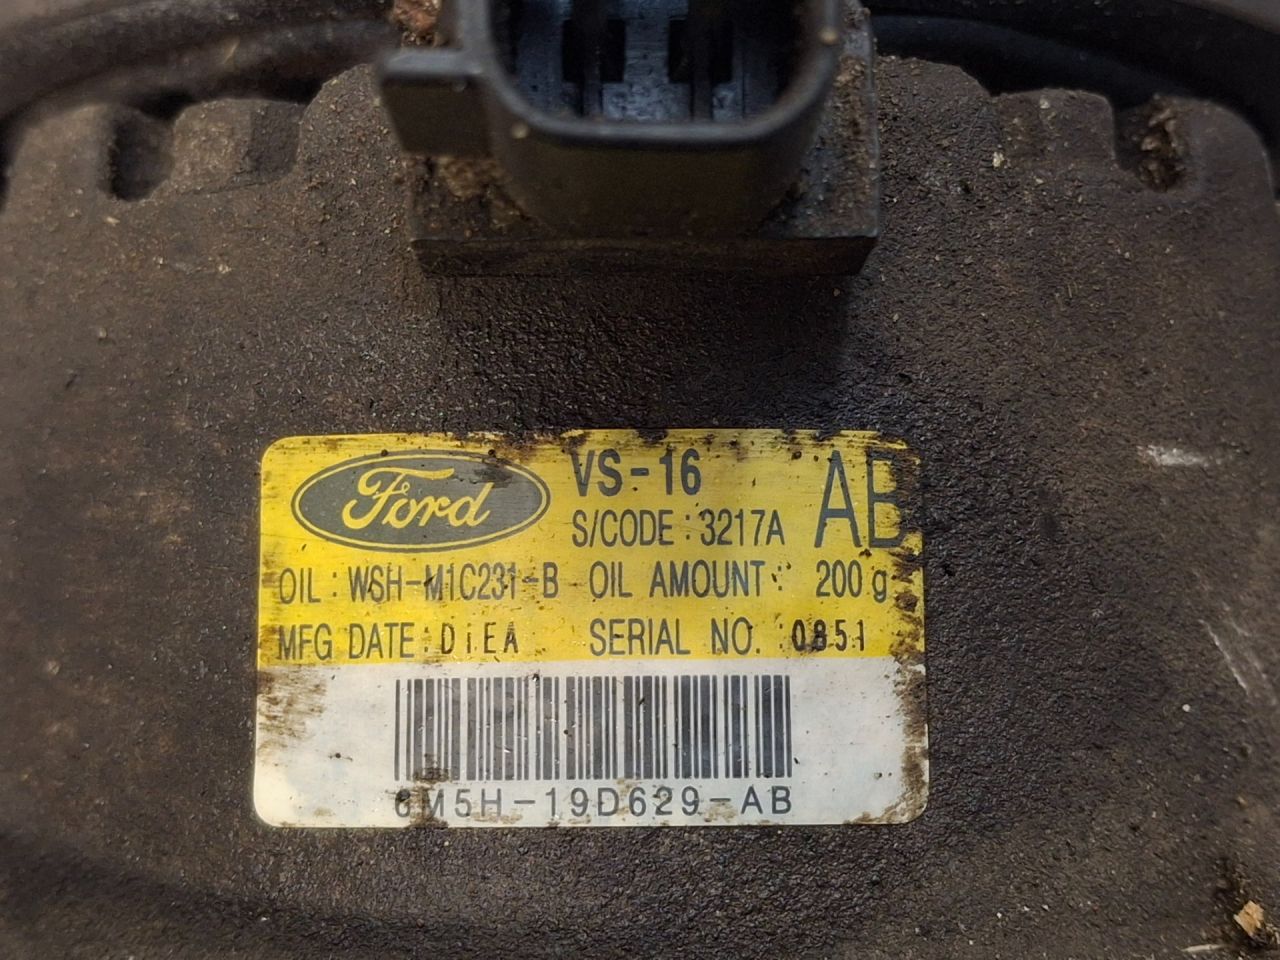 Ford VS-16 AB
S/CODE : 3217A
OIL : WSH-M1C231-B OIL AMOUNT : 200 g
MFG DATE : DiEA SERIAL NO. : 0851
6M5H-19D629-AB